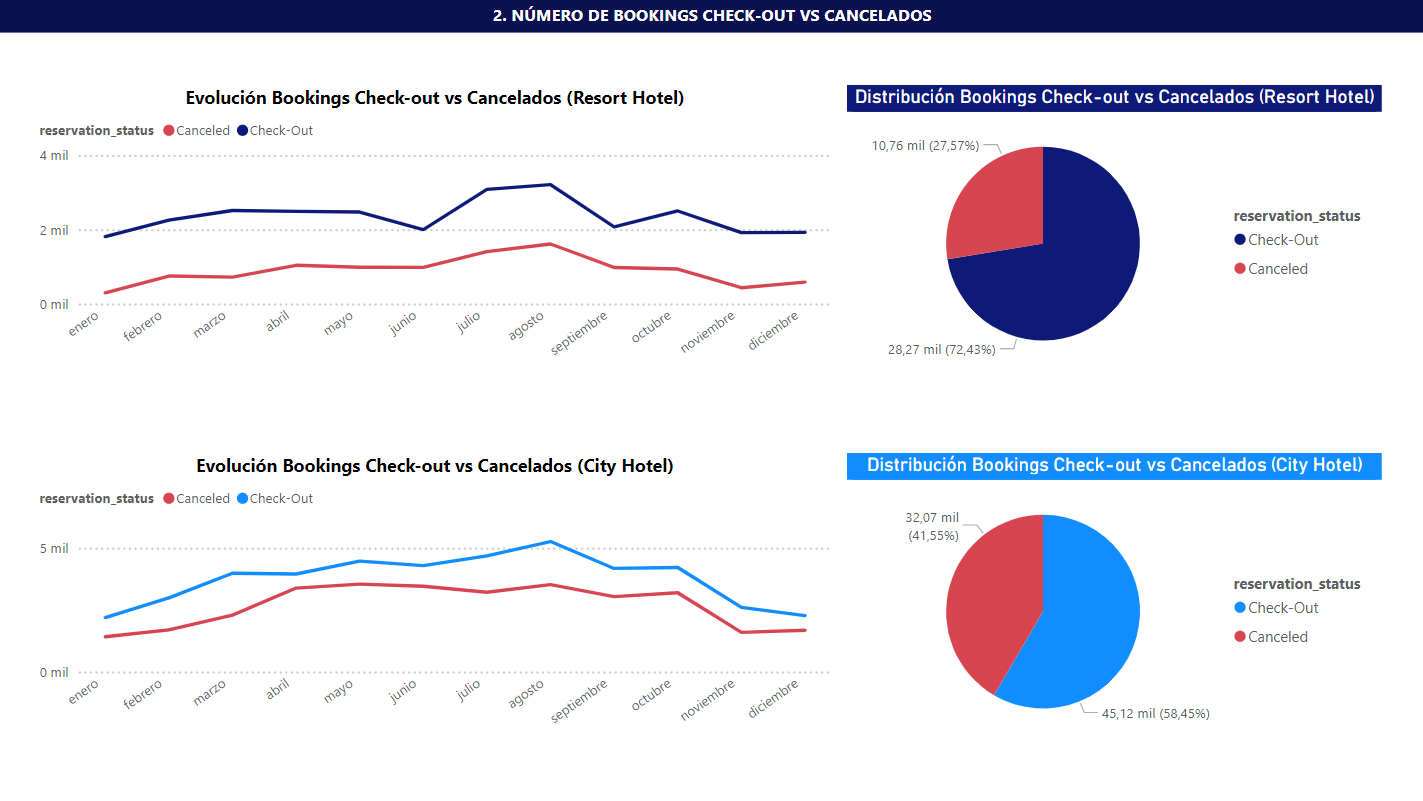 2. NÚMERO DE BOOKINGS CHECK-OUT VS CANCELADOS
Evolución Bookings Check-out vs Cancelados (Resort Hotel)
reservation_status Canceled Check-Out
4 mil
2 mil
0 mil
enero febrero marzo abril mayo junio julio agosto septiembre octubre noviembre diciembre
Distribución Bookings Check-out vs Cancelados (Resort Hotel)
10,76 mil (27,57%)
28,27 mil (72,43%)
reservation_status
Check-Out
Canceled
Evolución Bookings Check-out vs Cancelados (City Hotel)
reservation_status Canceled Check-Out
5 mil
0 mil
enero febrero marzo abril mayo junio julio agosto septiembre octubre noviembre diciembre
Distribución Bookings Check-out vs Cancelados (City Hotel)
32,07 mil
(41,55%)
45,12 mil (58,45%)
reservation_status
Check-Out
Canceled